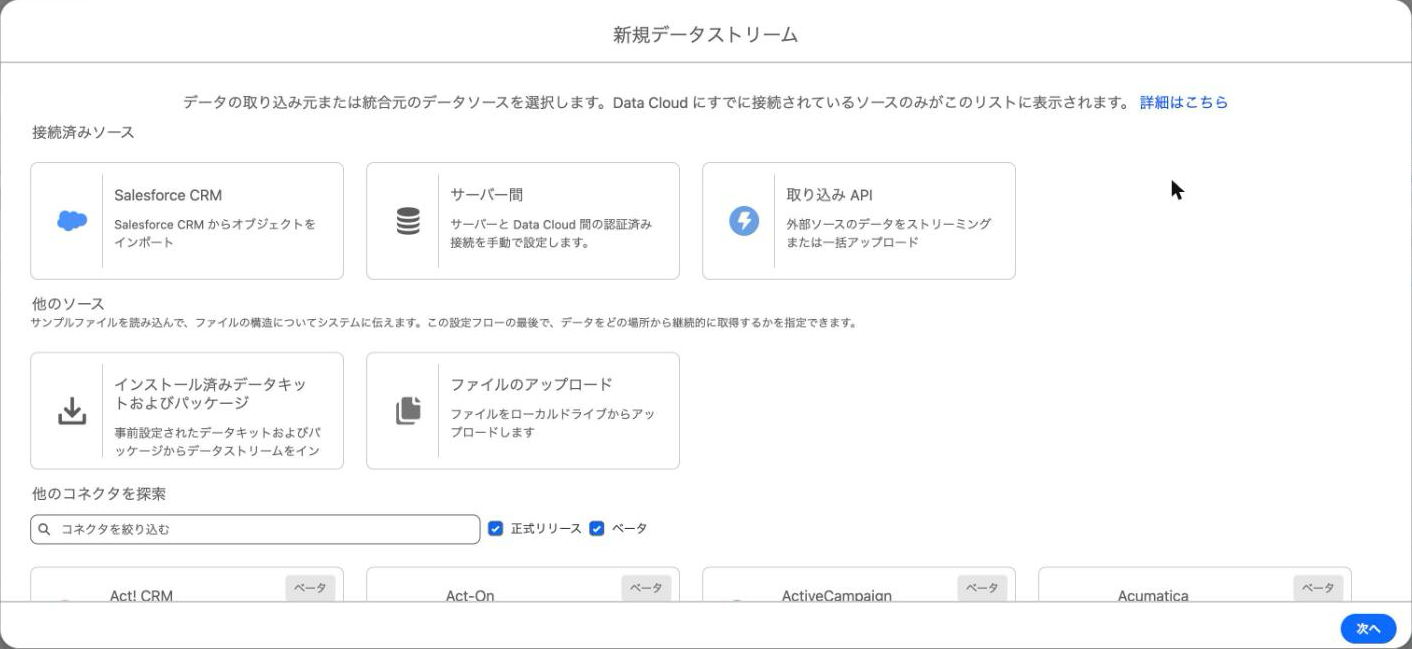 新規データストリーム
データの取り込み元または統合元のデータソースを選択します。Data Cloud にすでに接続されているソースのみがこのリストに表示されます。 詳細はこちら
接続済みソース
Salesforce CRM
Salesforce CRM からオブジェクトを
インポート
サーバー間
サーバーと Data Cloud 間の認証済み
接続を手動で設定します。
取り込み API
外部ソースのデータをストリーミング
または一括アップロード
他のソース
サンプルファイルを読み込んで、ファイルの構造についてシステムに伝えます。この設定フローの最後で、データをどの場所から継続的に取得するかを指定できます。
インストール済みデータキッ
トおよびパッケージ
事前設定されたデータキットおよびパ
ッケージからデータストリームをイン
ファイルのアップロード
ファイルをローカルドライブからアッ
プロードします
他のコネクタを探索
コネクタを絞り込む
正式リリース
ベータ
Act! CRM
ベータ
Act-On
ベータ
ActiveCampaign
ベータ
Acumatica
ベータ
次へ